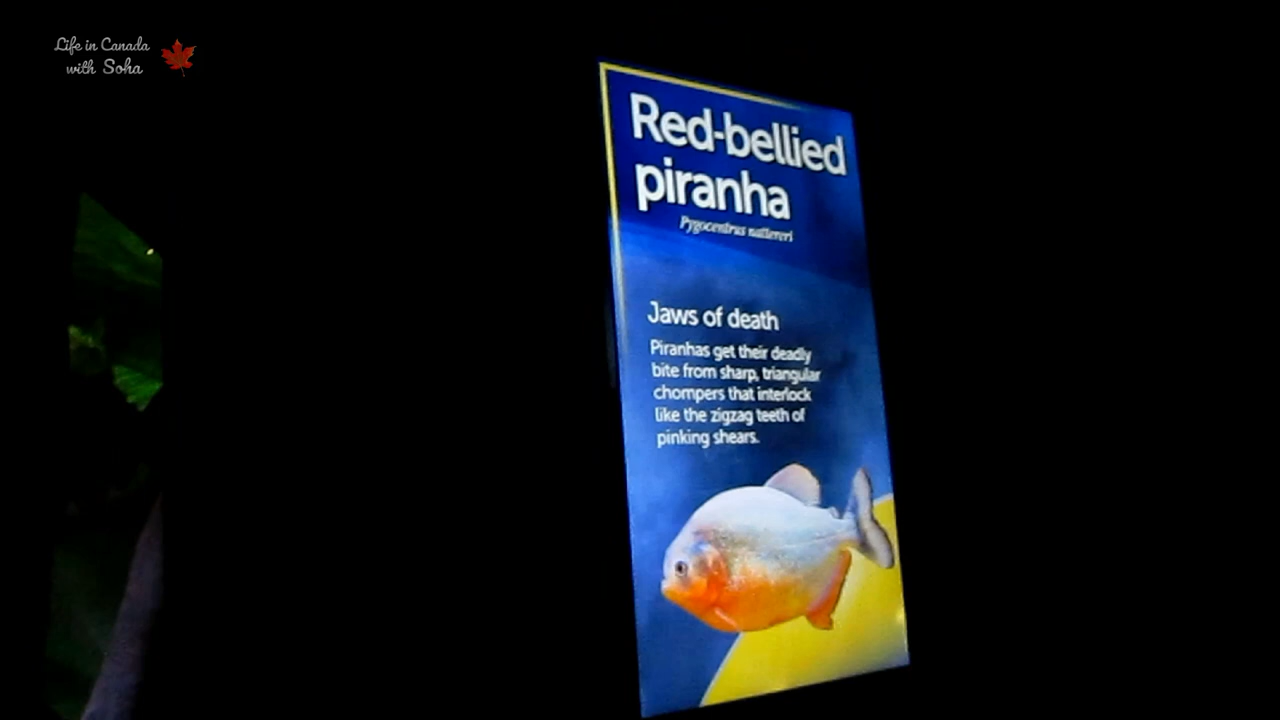 Life in Canada
with Soha
Red-bellied
piranha
Pygocentrus nattereri
Jaws of death
Piranhas get their deadly
bite from sharp, triangular
chompers that interlock
like the zigzag teeth of
pinking shears.